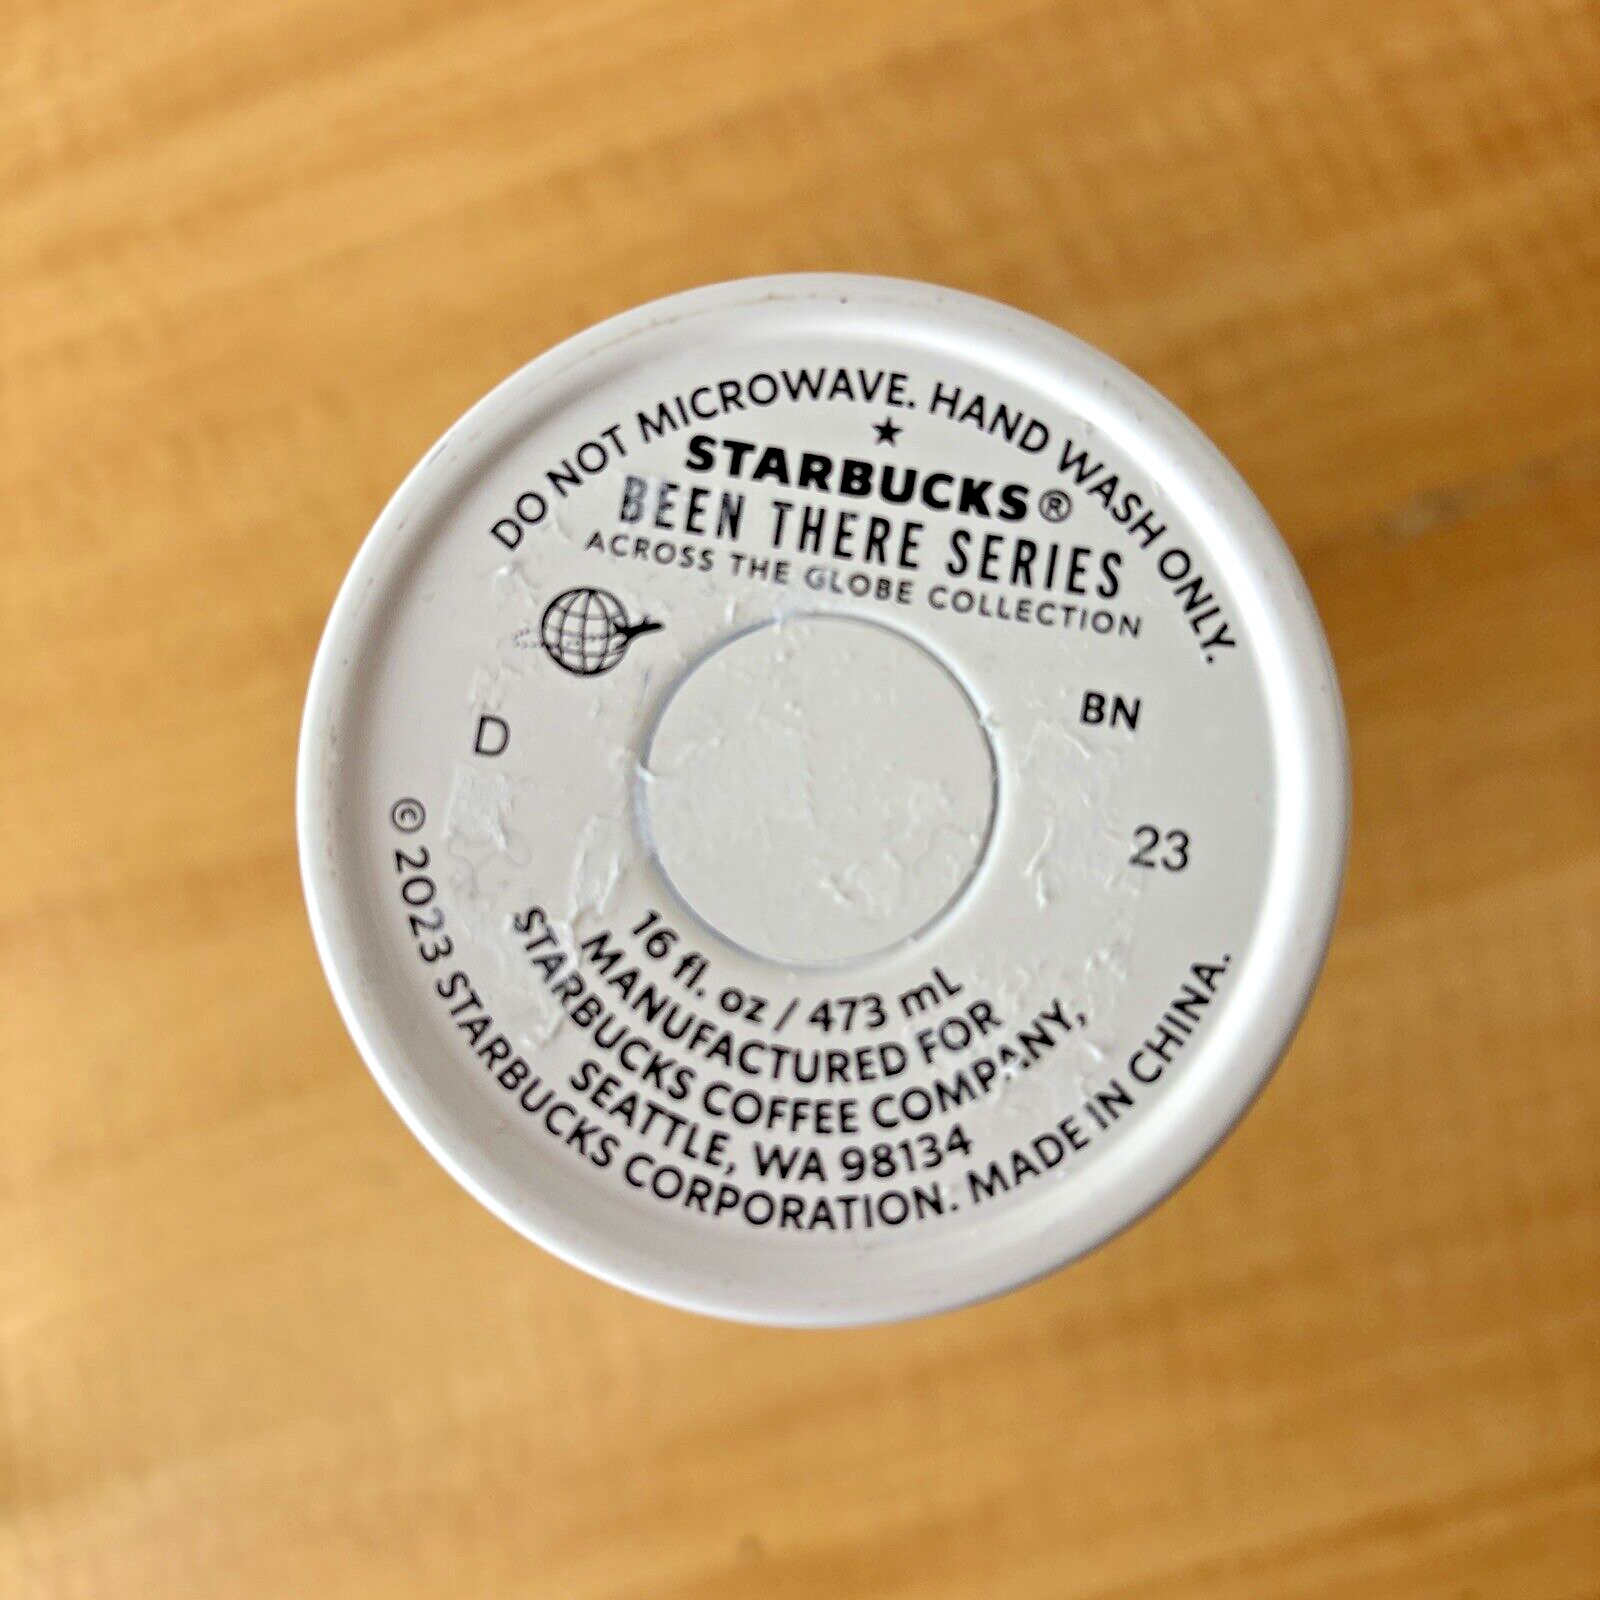 DO NOT MICROWAVE. HAND WASH ONLY.
STARBUCKS®
BEEN THERE SERIES
ACROSS THE GLOBE COLLECTION
BN
D
23
16 fl. oz / 473 mL
MANUFACTURED FOR
STARBUCKS COFFEE COMPANY,
SEATTLE, WA 98134
© 2023 STARBUCKS CORPORATION. MADE IN CHINA.